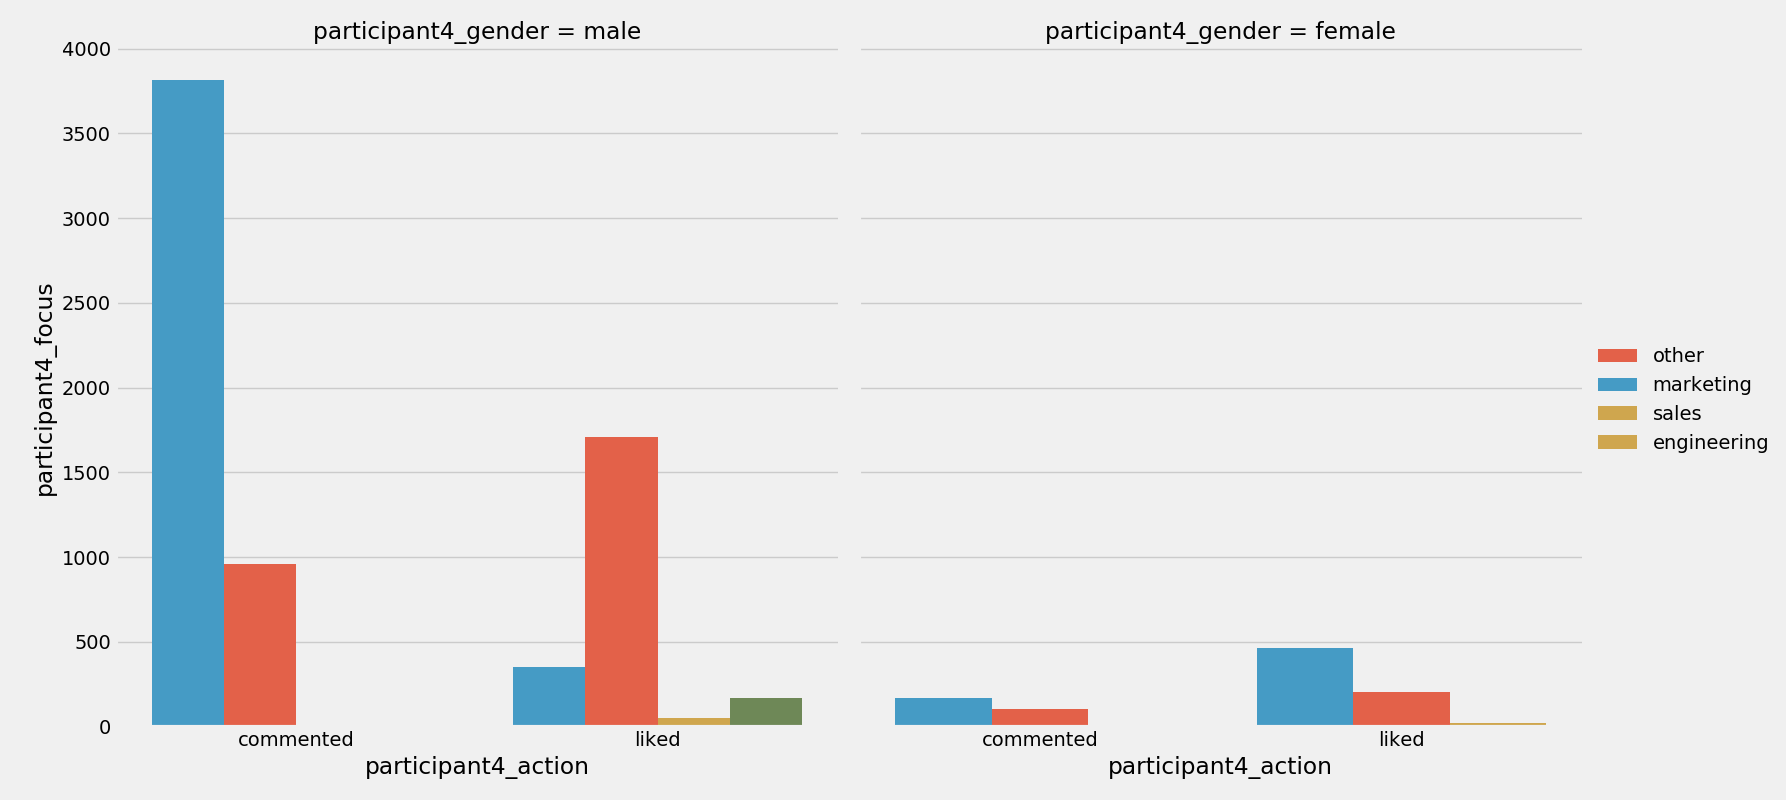 participant4_gender = male
participant4_gender = female
4000
3500
3000
2500
2000
1500
1000
500
0
participant4_focus
commented
liked
commented
liked
participant4_action
participant4_action
other
marketing
sales
engineering